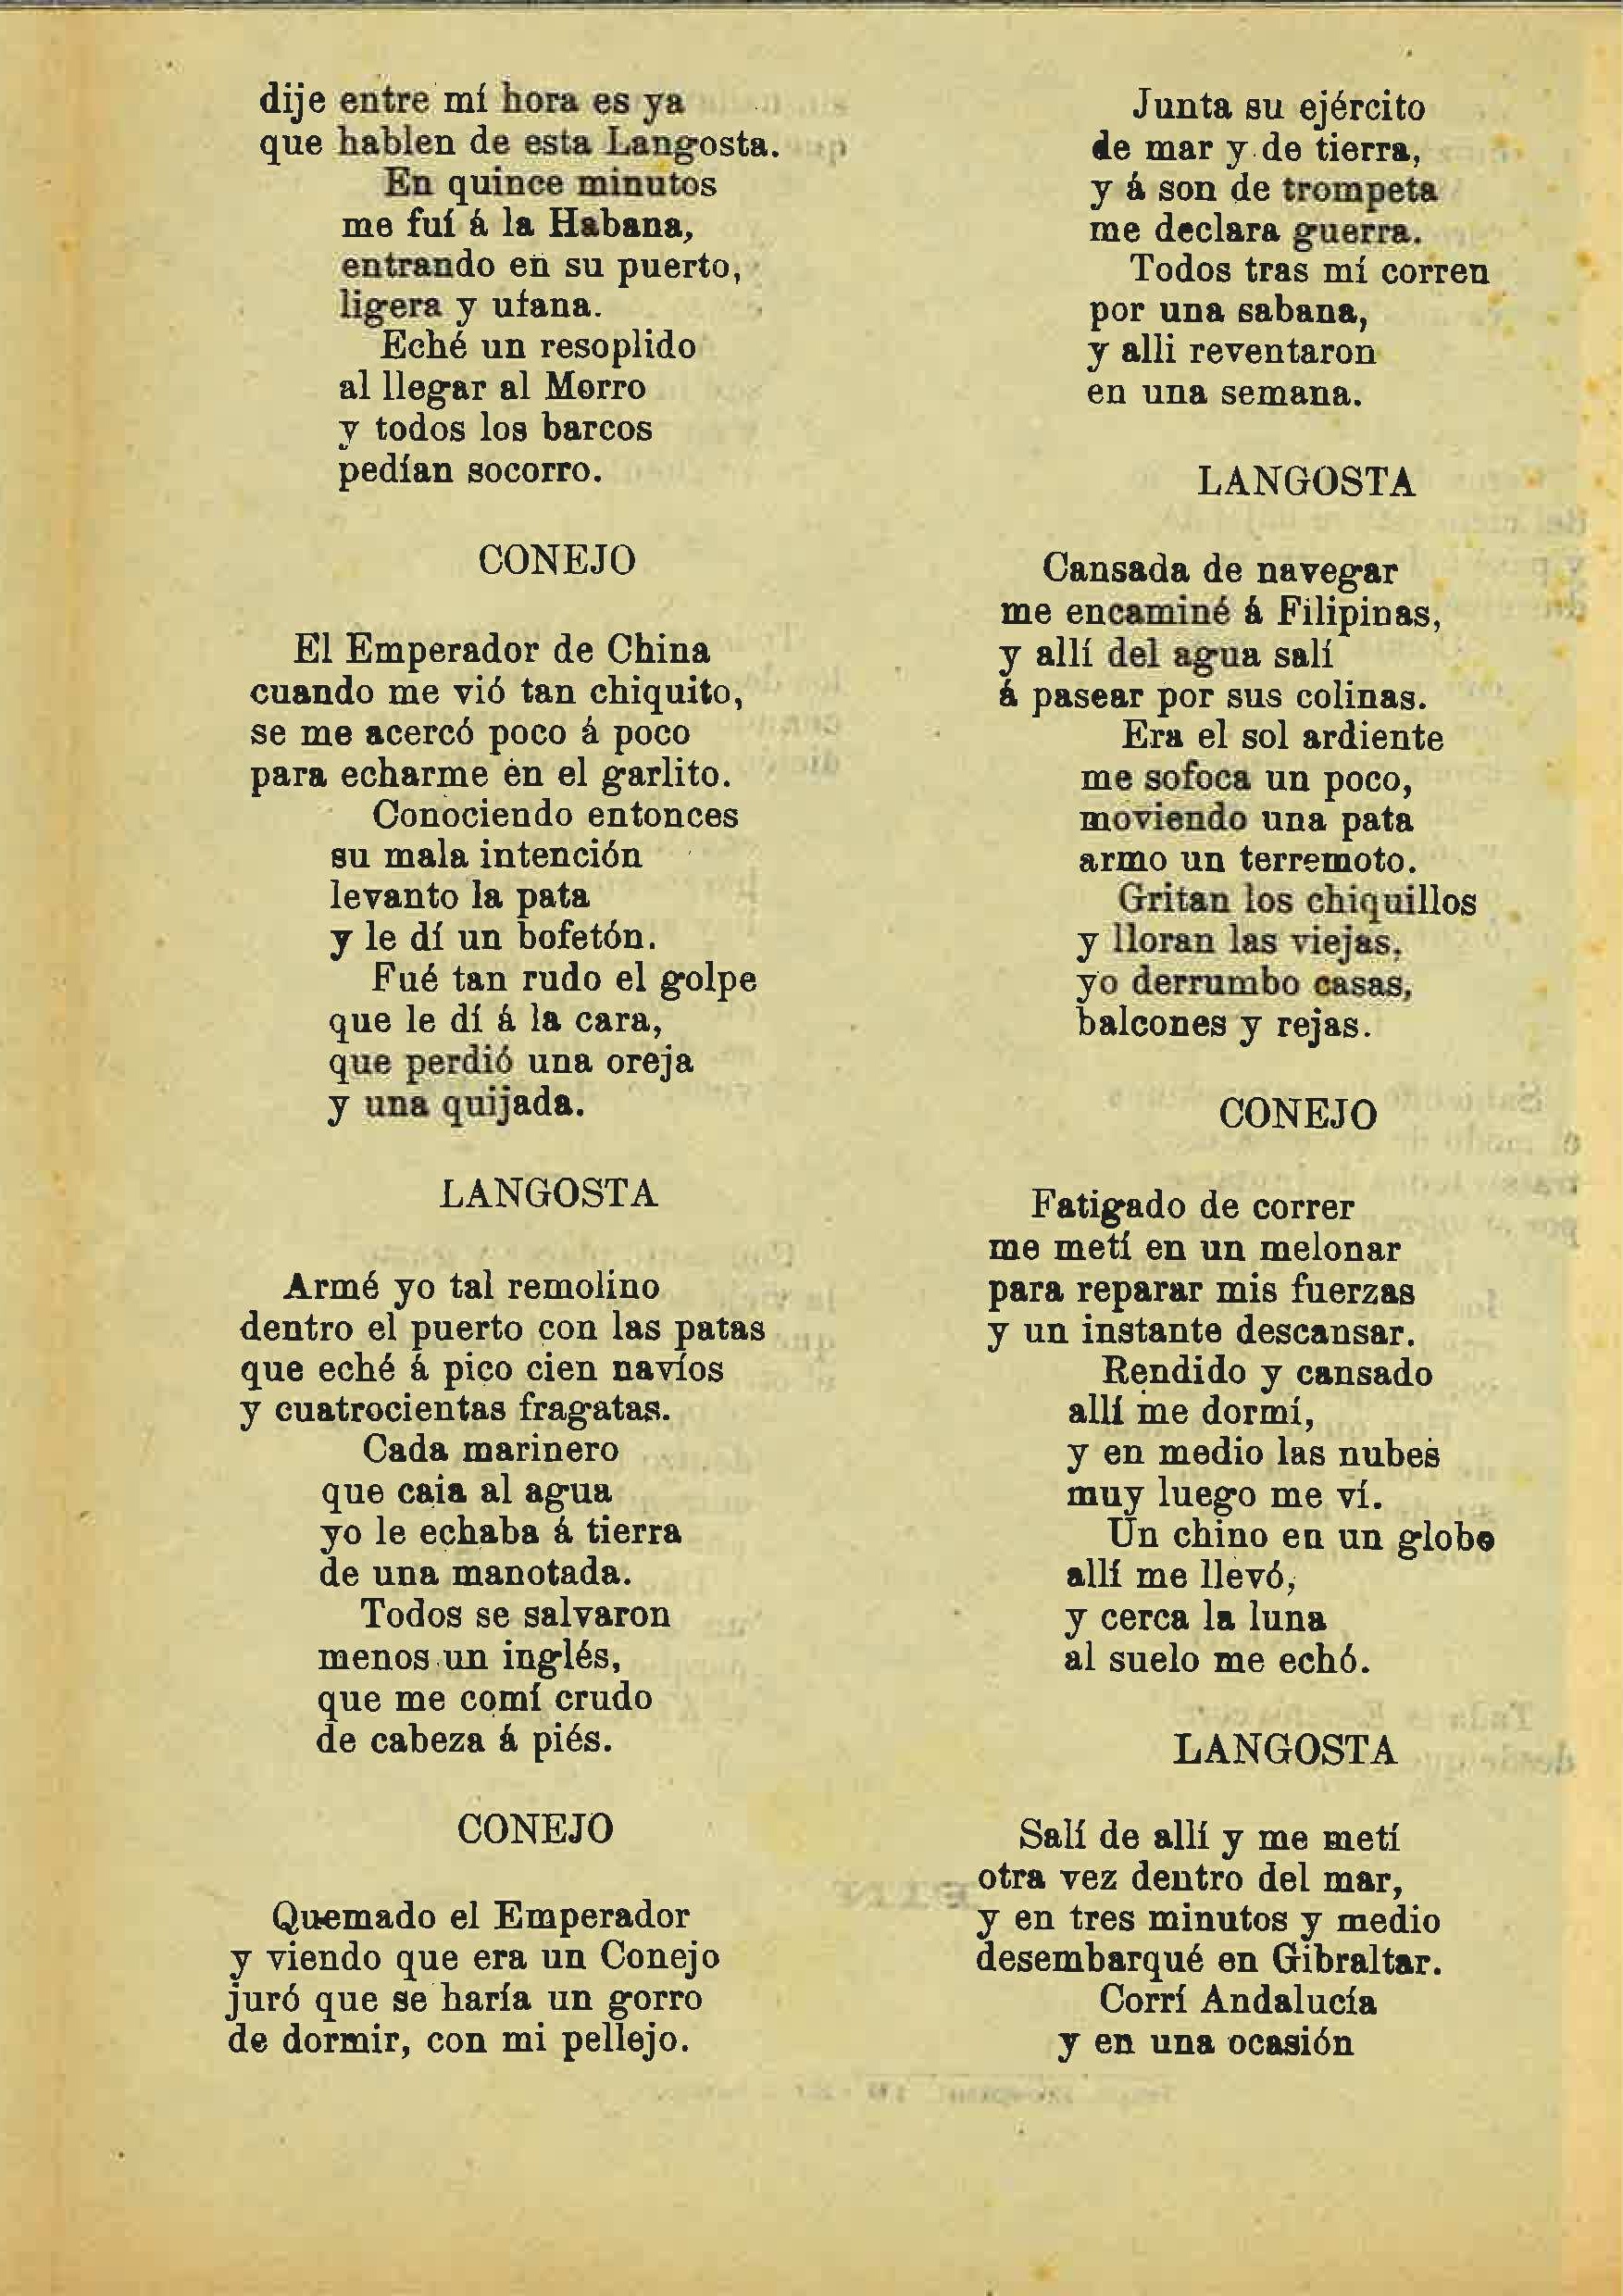 dije entre mí hora es ya
que hablen de esta Langosta.
En quince minutos
me fuí á la Habana,
entrando en su puerto,
ligera y ufana.
Eché un resoplido
al llegar al Morro
y todos los barcos
pedían socorro.
CONEJO
El Emperador de China
cuando me vió tan chiquito,
se me acercó poco á poco
para echarme en el garlito.
Conociendo entonces
su mala intención
levanto la pata
y le dí un bofetón.
Fué tan rudo el golpe
que le dí á la cara,
que perdió una oreja
y una quijada.
LANGOSTA
Armé yo tal remolino
dentro el puerto con las patas
que eché á pico cien navíos
y cuatrocientas fragatas.
Cada marinero
que caia al agua
yo le echaba á tierra
de una manotada.
Todos se salvaron
menos un inglés,
que me comí crudo
de cabeza á piés.
CONEJO
Quemado el Emperador
y viendo que era un Conejo
juró que se haría un gorro
de dormir, con mi pellejo.
Junta su ejército
de mar y de tierra,
y á son de trompeta
me declara guerra.
Todos tras mí corren
por una sabana,
y alli reventaron
en una semana.
LANGOSTA
Cansada de navegar
me encaminé á Filipinas,
y allí del agua salí
á pasear por sus colinas.
Era el sol ardiente
me sofoca un poco,
moviendo una pata
armo un terremoto.
Gritan los chiquillos
y lloran las viejas,
yo derrumbo casas,
balcones y rejas.
CONEJO
Fatigado de correr
me metí en un melonar
para reparar mis fuerzas
y un instante descansar.
Rendido y cansado
allí me dormí,
y en medio las nubes
muy luego me ví.
Un chino en un globo
allí me llevó,
y cerca la luna
al suelo me echó.
LANGOSTA
Salí de allí y me metí
otra vez dentro del mar,
y en tres minutos y medio
desembarqué en Gibraltar.
Corrí Andalucía
y en una ocasión